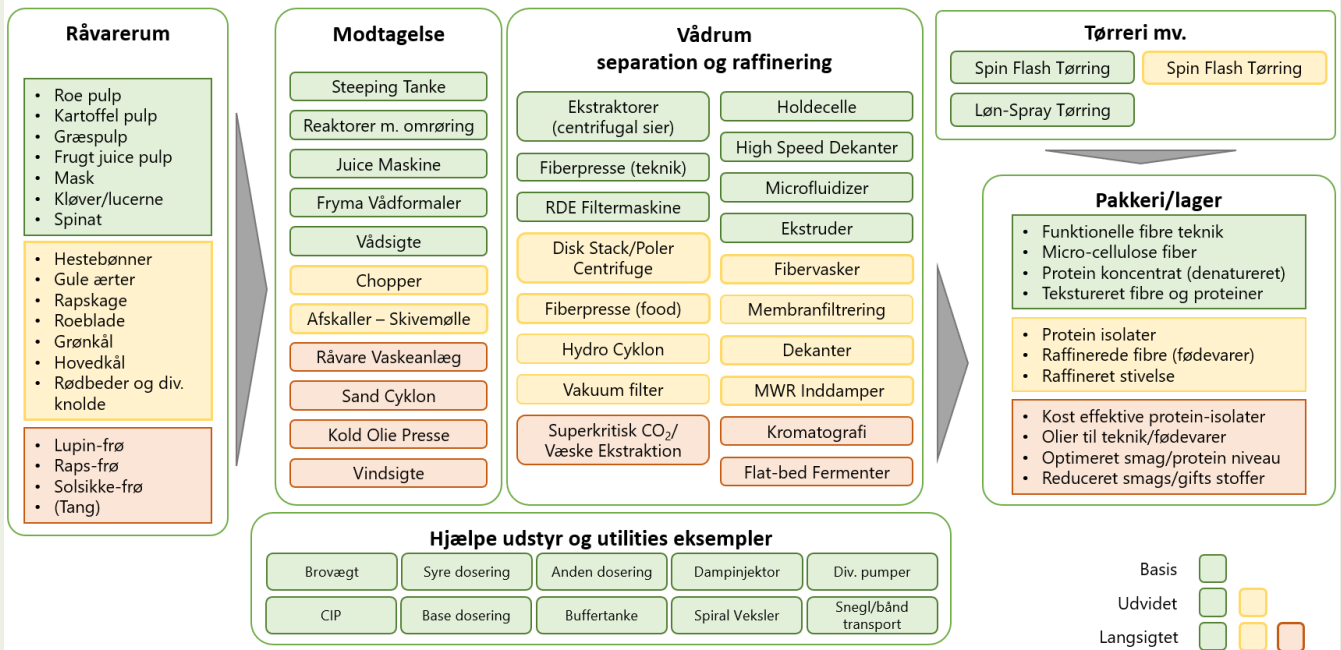 Råvarerum
• Roe pulp
• Kartoffel pulp
• Græspulp
• Frugt juice pulp
• Mask
• Kløver/lucerne
• Spinat
• Hestebønner
• Gule ærter
• Rapskage
• Roeblade
• Grønkål
• Hovedkål
• Rødbeder og div.
knolde
• Lupin-frø
• Raps-frø
• Solsikke-frø
• (Tang)
Modtagelse
Steeping Tanke
Reaktorer m. omrøring
Juice Maskine
Fryma Vådformaler
Vådsigte
Chopper
Afskaller – Skivemølle
Råvare Vaskeanlæg
Sand Cyklon
Kold Olie Presse
Vindsigte
Vådrum
separation og raffinering
Ekstraktorer
(centrifugal sier)
Fiberpresse (teknik)
RDE Filtermaskine
Disk Stack/Poler
Centrifuge
Fiberpresse (food)
Hydro Cyklon
Vakuum filter
Superkritisk CO₂/
Væske Ekstraktion
Holdecelle
High Speed Dekanter
Microfluidizer
Ekstruder
Fibervasker
Membranfiltrering
Dekanter
MWR Inddamper
Kromatografi
Flat-bed Fermenter
Tørreri mv.
Spin Flash Tørring
Spin Flash Tørring
Løn-Spray Tørring
Pakkeri/lager
• Funktionelle fibre teknik
• Micro-cellulose fiber
• Protein koncentrat (denatureret)
• Tekstureret fibre og proteiner
• Protein isolater
• Raffinerede fibre (fødevarer)
• Raffineret stivelse
• Kost effektive protein-isolater
• Olier til teknik/fødevarer
• Optimeret smag/protein niveau
• Reduceret smags/gifts stoffer
Hjælpe udstyr og utilities eksempler
Brovægt
Syre dosering
Anden dosering
Dampinjektor
Div. pumper
CIP
Base dosering
Buffertanke
Spiral Veksler
Snegl/bånd
transport
Basis
Udvidet
Langsigtet